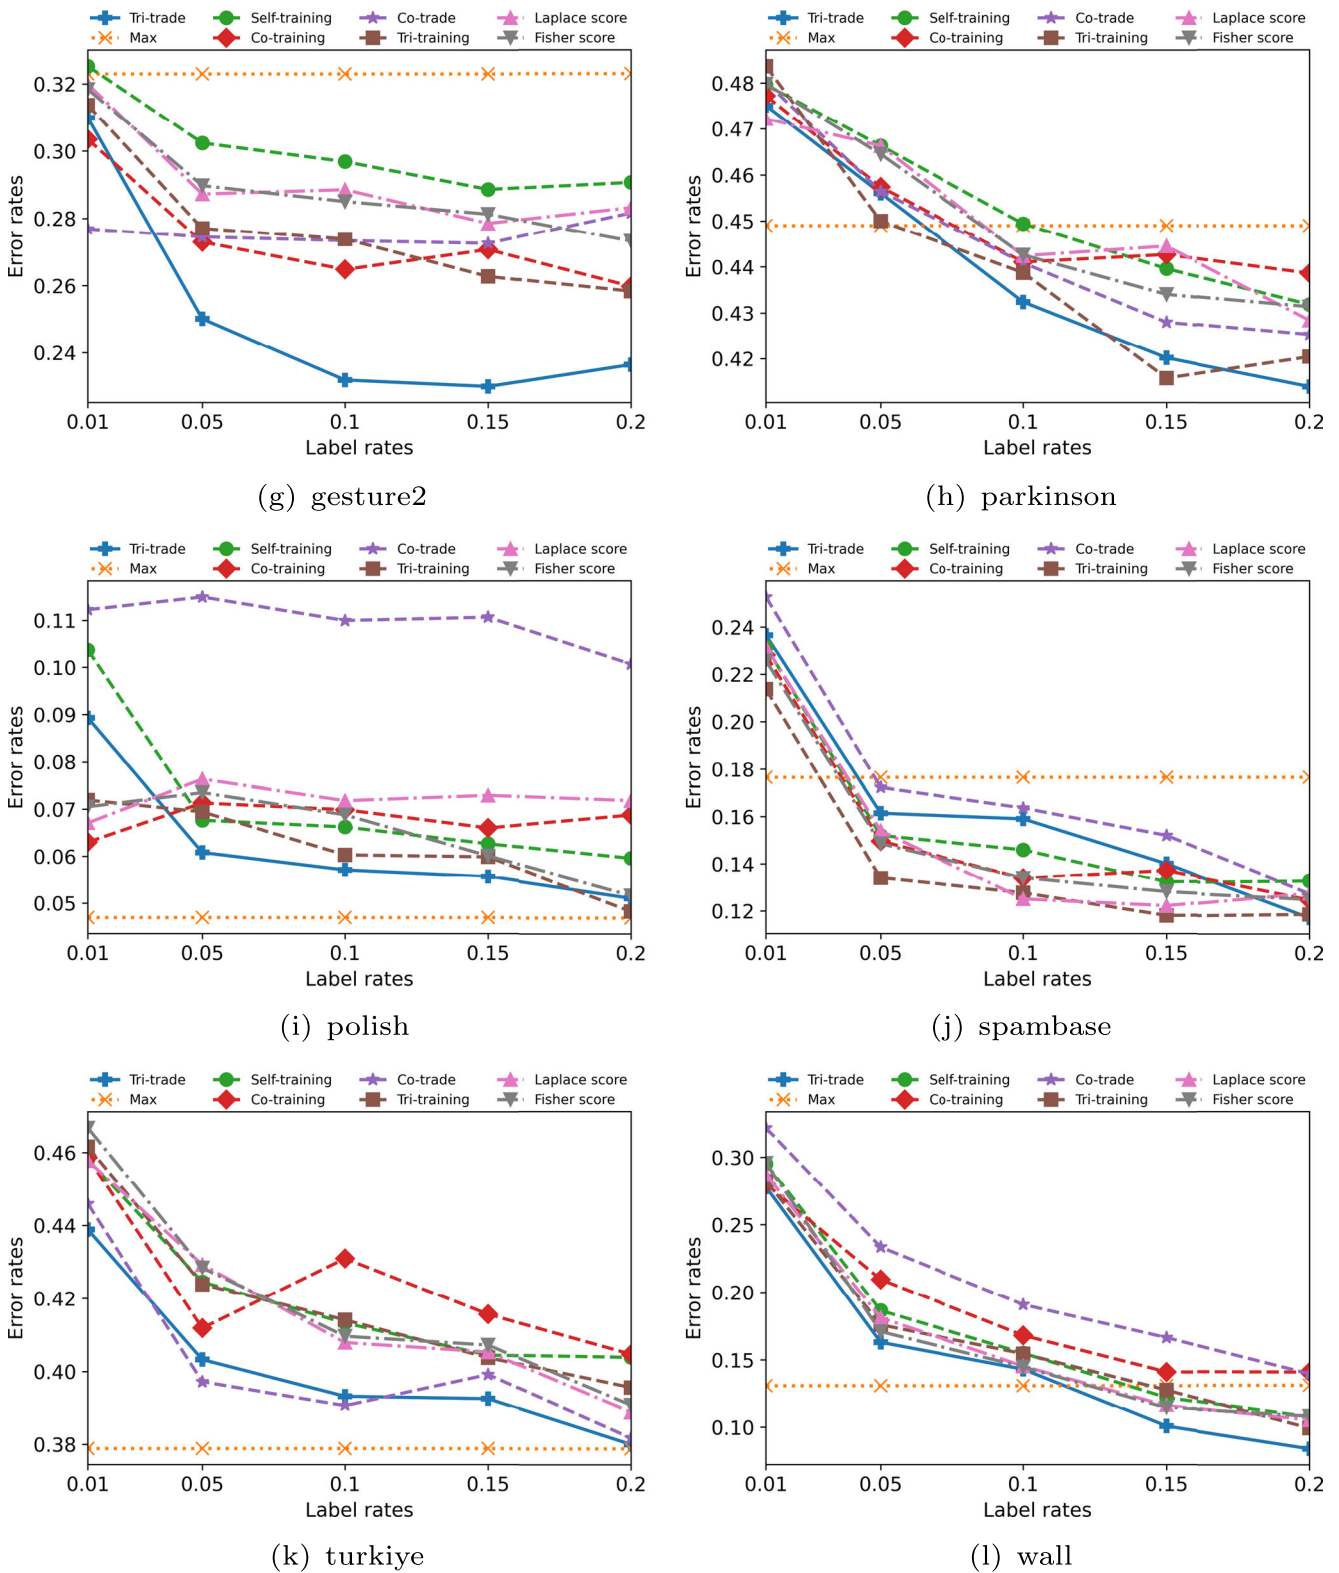 Tri-trade Self-training Co-trade Laplace score
Max Co-training Tri-training Fisher score
0.32
0.30
0.28
0.26
0.24
Error rates
0.01 0.05 0.1 0.15 0.2
Label rates
(g) gesture2
Tri-trade Self-training Co-trade Laplace score
Max Co-training Tri-training Fisher score
0.48
0.47
0.46
0.45
0.44
0.43
0.42
Error rates
0.01 0.05 0.1 0.15 0.2
Label rates
(h) parkinson
Tri-trade Self-training Co-trade Laplace score
Max Co-training Tri-training Fisher score
0.11
0.10
0.09
0.08
0.07
0.06
0.05
Error rates
0.01 0.05 0.1 0.15 0.2
Label rates
(i) polish
Tri-trade Self-training Co-trade Laplace score
Max Co-training Tri-training Fisher score
0.24
0.22
0.20
0.18
0.16
0.14
0.12
Error rates
0.01 0.05 0.1 0.15 0.2
Label rates
(j) spambase
Tri-trade Self-training Co-trade Laplace score
Max Co-training Tri-training Fisher score
0.46
0.44
0.42
0.40
0.38
Error rates
0.01 0.05 0.1 0.15 0.2
Label rates
(k) turkiye
Tri-trade Self-training Co-trade Laplace score
Max Co-training Tri-training Fisher score
0.30
0.25
0.20
0.15
0.10
Error rates
0.01 0.05 0.1 0.15 0.2
Label rates
(l) wall